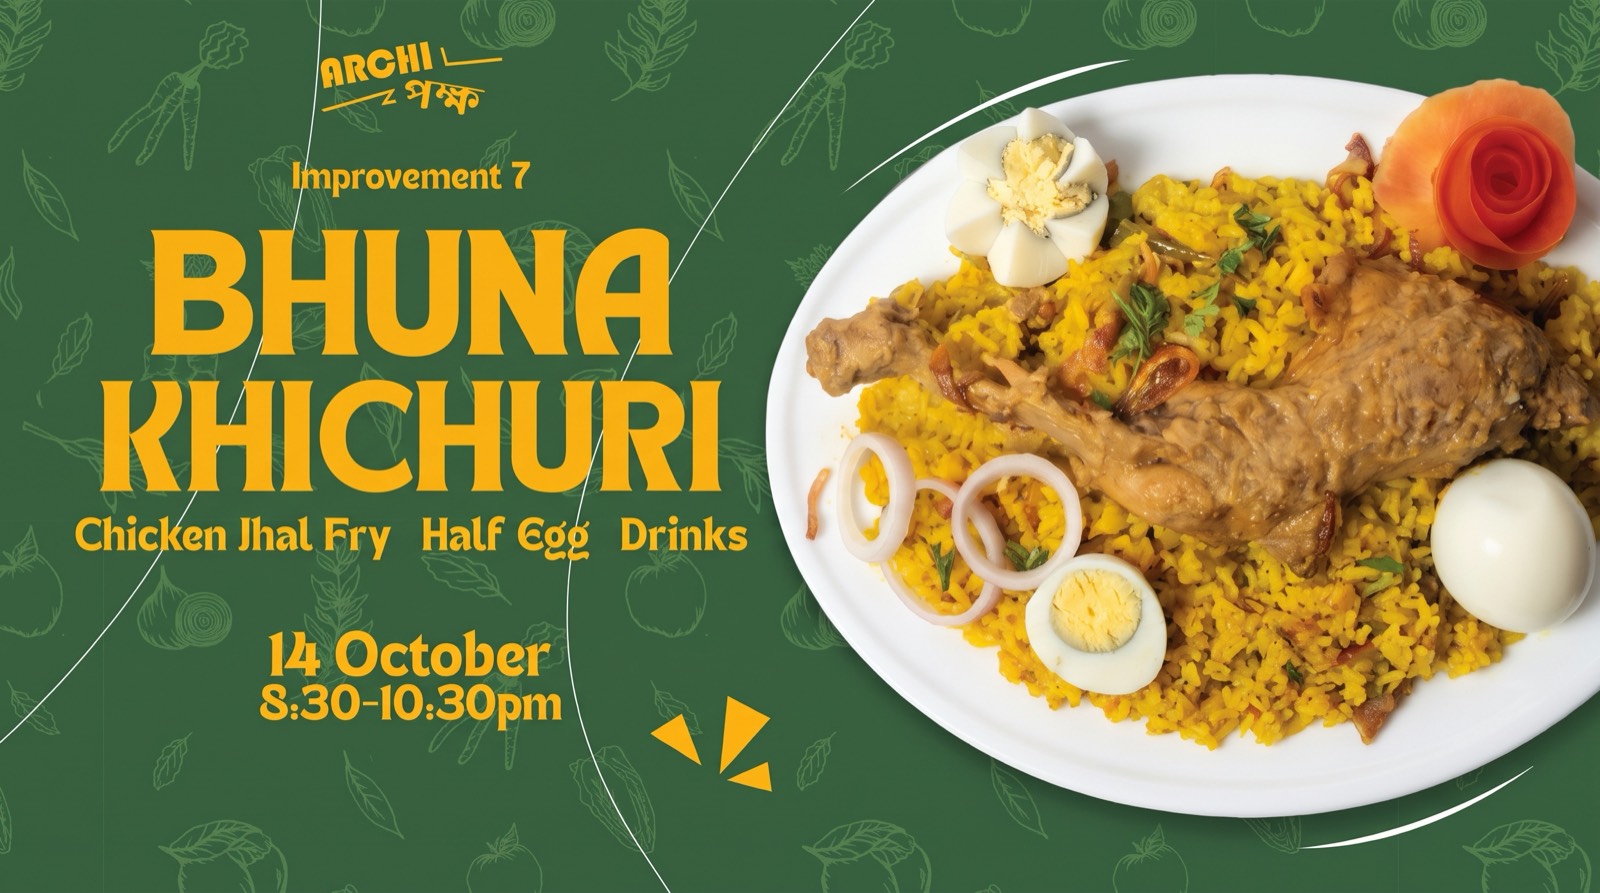 ARCHI
পক্ষ
Improvement 7
BHUNA
KHICHURI
Chicken Jhal Fry Half Egg Drinks
14 October
8:30-10:30pm